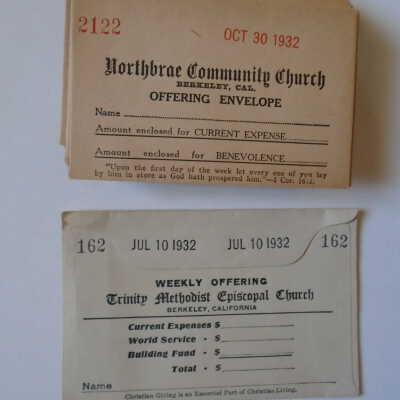 2122 OCT 30 1932
Northbrae Community Church
BERKELEY, CAL.
OFFERING ENVELOPE
Name
Amount enclosed for CURRENT EXPENSE
Amount enclosed for BENEVOLENCE
"Upon the first day of the week let every one of you lay
by him in store as God hath prospered him."—1 Cor. 16:2.
162 JUL 10 1932 JUL 10 1932 162
WEEKLY OFFERING
Trinity Methodist Episcopal Church
BERKELEY, CALIFORNIA
Current Expenses $
World Service - $
Building Fund - $
Total - $
Name
Christian Giving is an Essential Part of Christian Living.